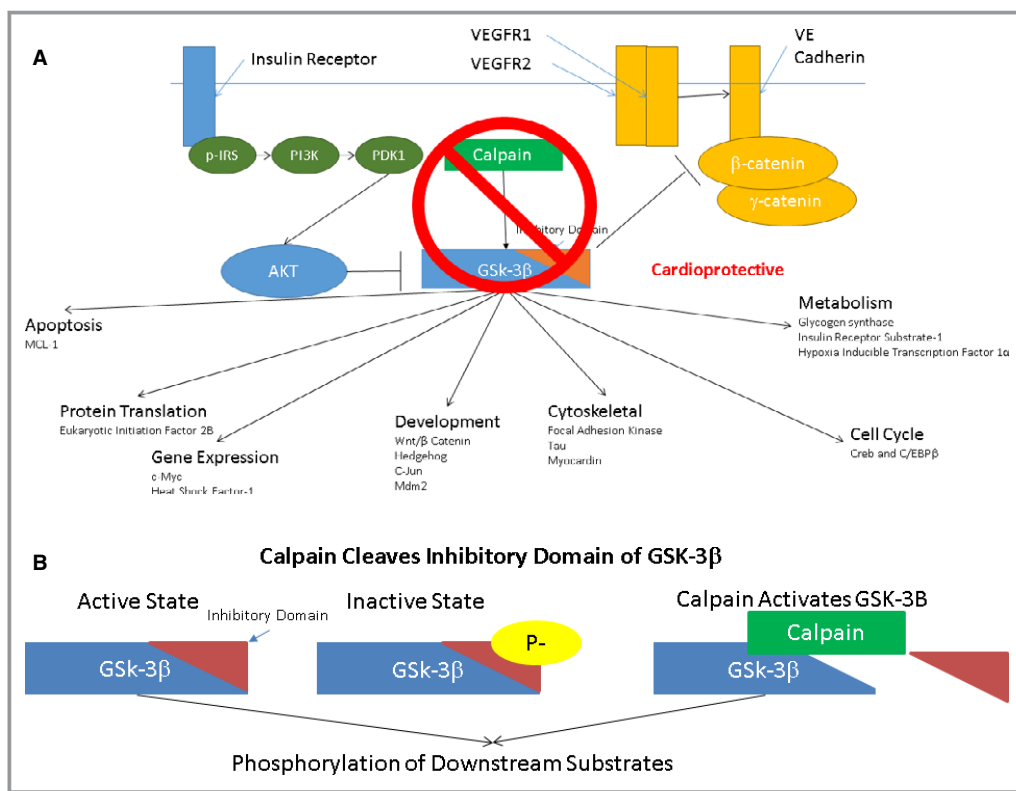 A
Insulin Receptor
VEGFR1
VEGFR2
VE
Cadherin
p-IRS
PI3K
PDK1
Calpain
β-catenin
γ-catenin
Inhibitory Domain
AKT
GSk-3β
Cardioprotective
Apoptosis
MCL-1
Metabolism
Glycogen synthase
Insulin Receptor Substrate-1
Hypoxia Inducible Transcription Factor 1α
Protein Translation
Eukaryotic Initiation Factor 2B
Gene Expression
c-Myc
Heat Shock Factor-1
Development
Wnt/β Catenin
Hedgehog
C-Jun
Mdm2
Cytoskeletal
Focal Adhesion Kinase
Tau
Myocardin
Cell Cycle
Creb and C/EBPβ
B
Calpain Cleaves Inhibitory Domain of GSK-3β
Active State
Inhibitory Domain
GSk-3β
Inactive State
P-
GSk-3β
Calpain Activates GSK-3B
Calpain
GSk-3β
Phosphorylation of Downstream Substrates